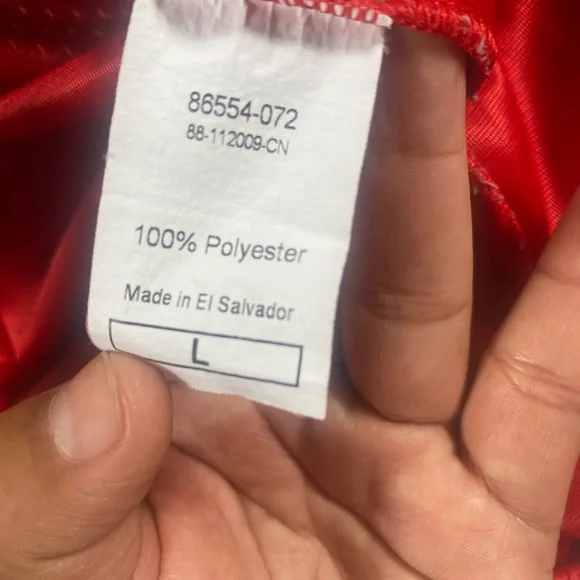 86554-072
88-112009-CN
100% Polyester
Made in El Salvador
L